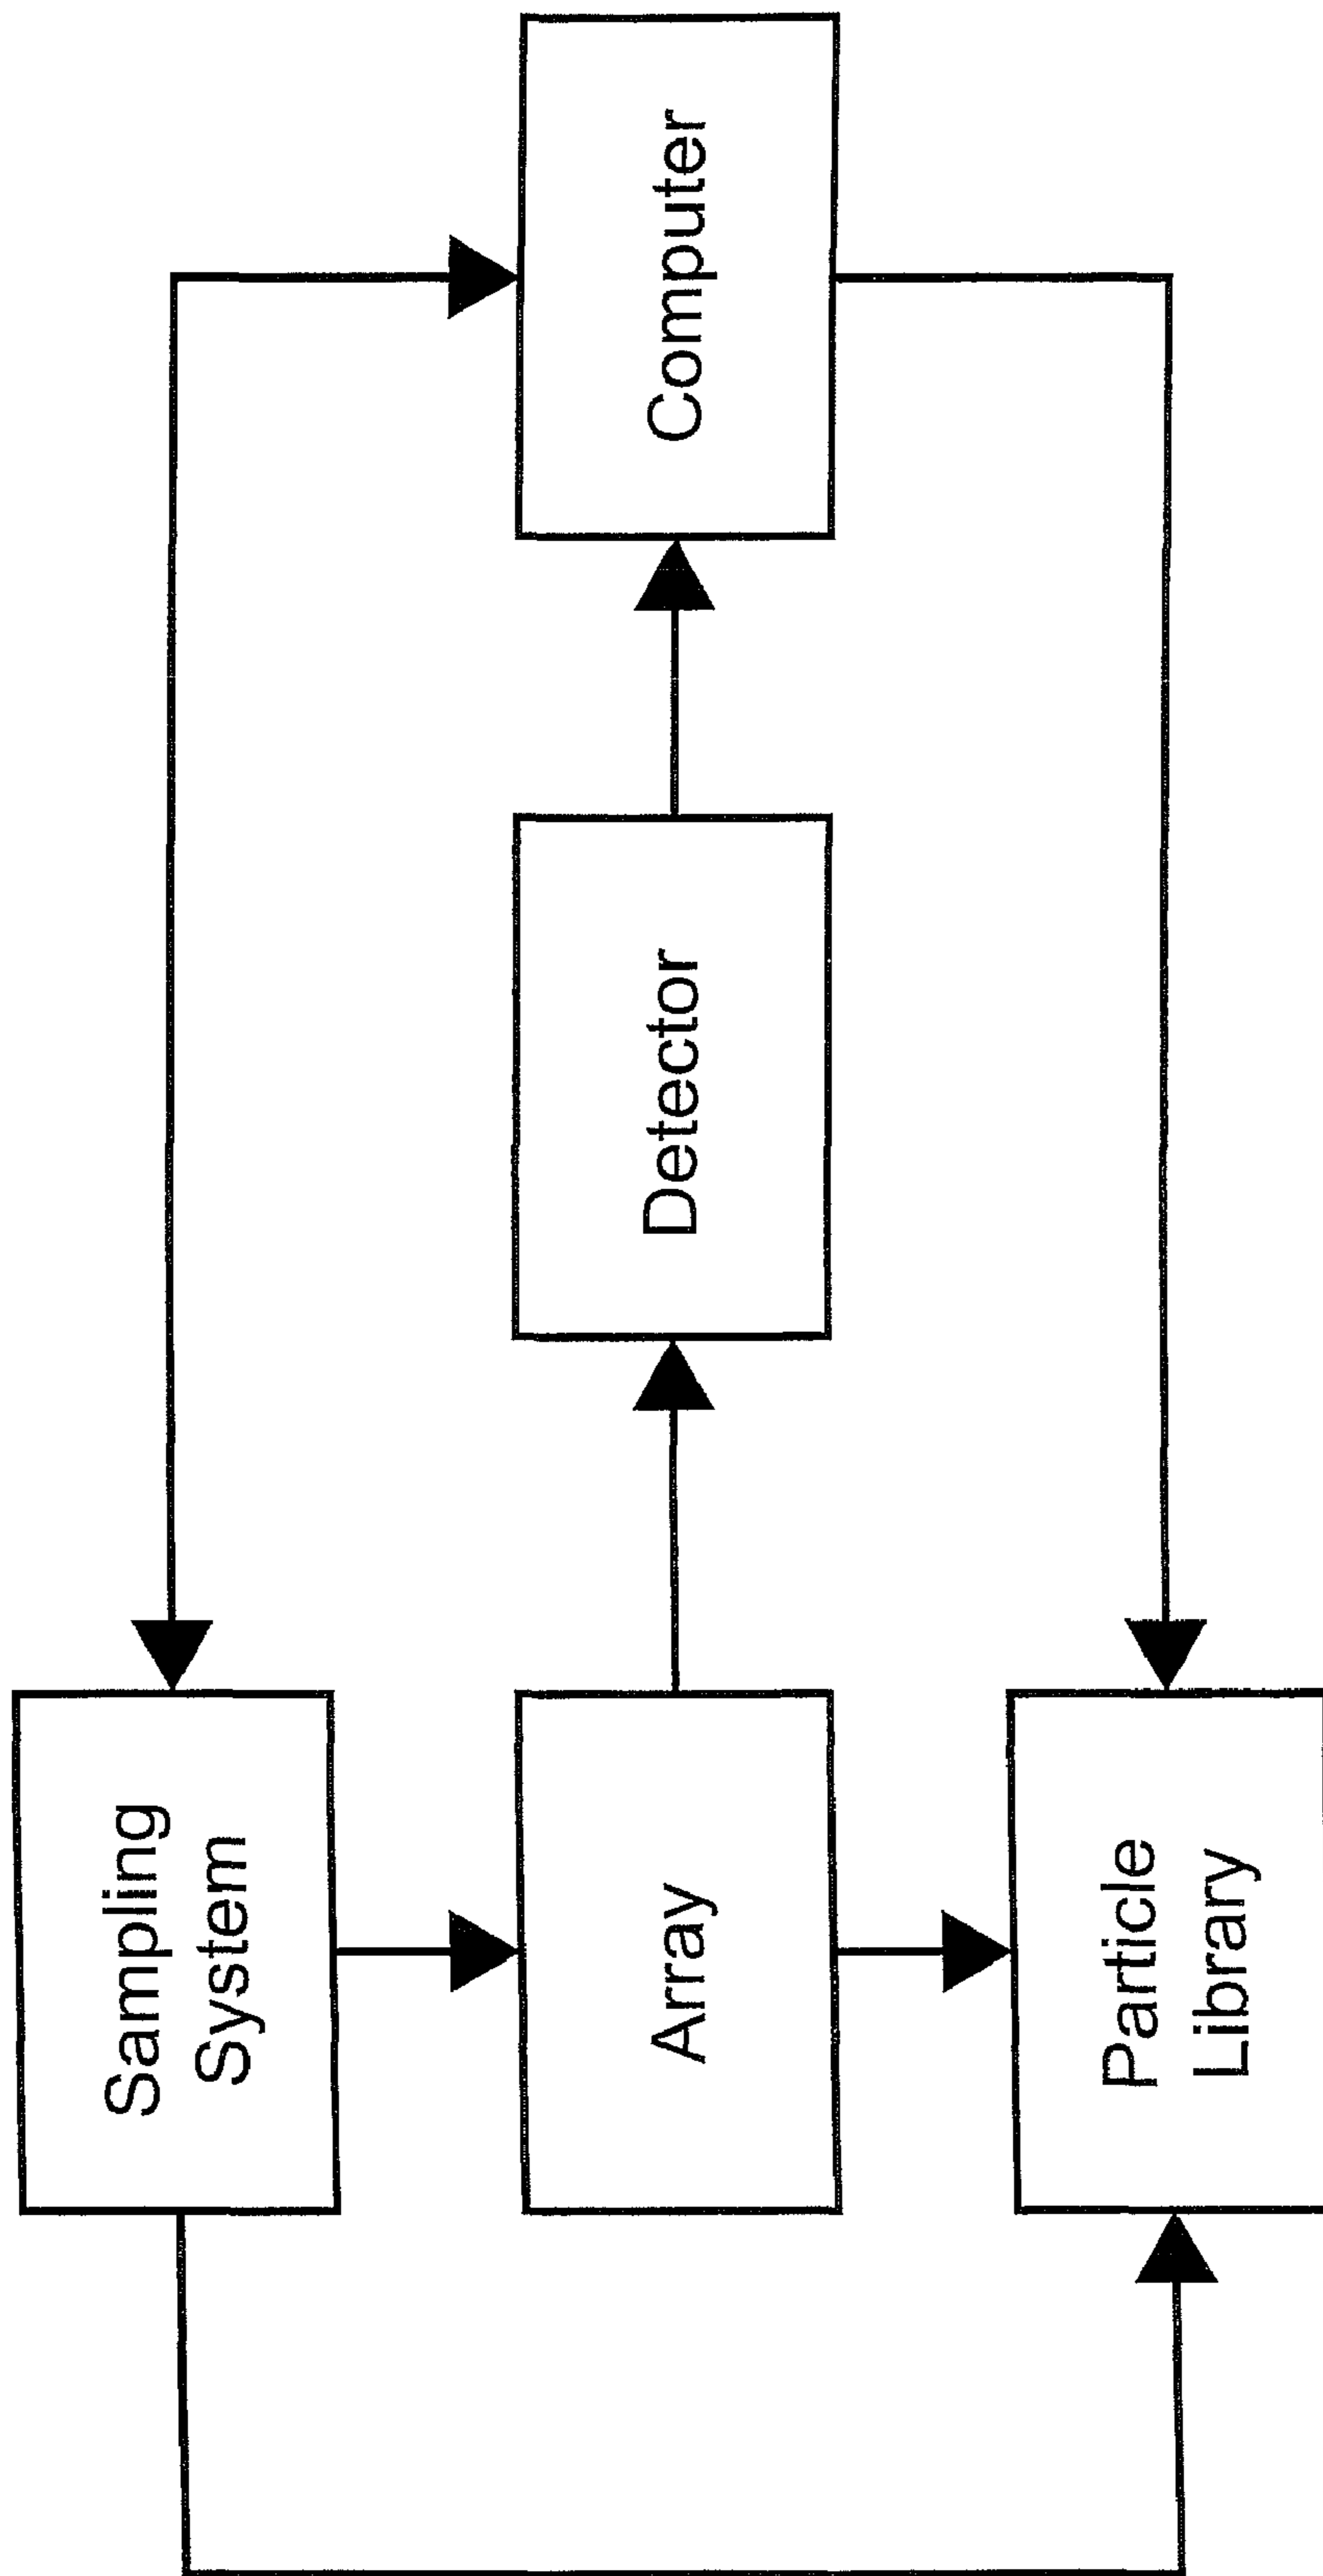 Sampling
System
Array
Particle
Library
Detector
Computer